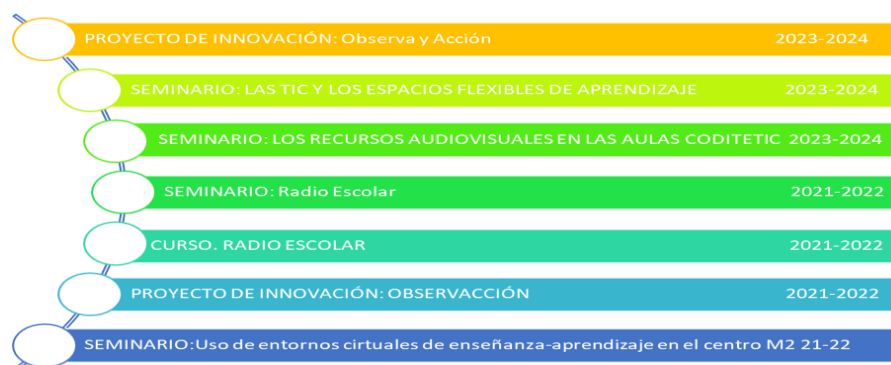 PROYECTO DE INNOVACIÓN: Observa y Acción 2023-2024
SEMINARIO: LAS TIC Y LOS ESPACIOS FLEXIBLES DE APRENDIZAJE 2023-2024
SEMINARIO: LOS RECURSOS AUDIOVISUALES EN LAS AULAS CODITETIC 2023-2024
SEMINARIO: Radio Escolar 2021-2022
CURSO. RADIO ESCOLAR 2021-2022
PROYECTO DE INNOVACIÓN: OBSERVACCIÓN 2021-2022
SEMINARIO:Uso de entornos cirtuales de enseñanza-aprendizaje en el centro M2 21-22